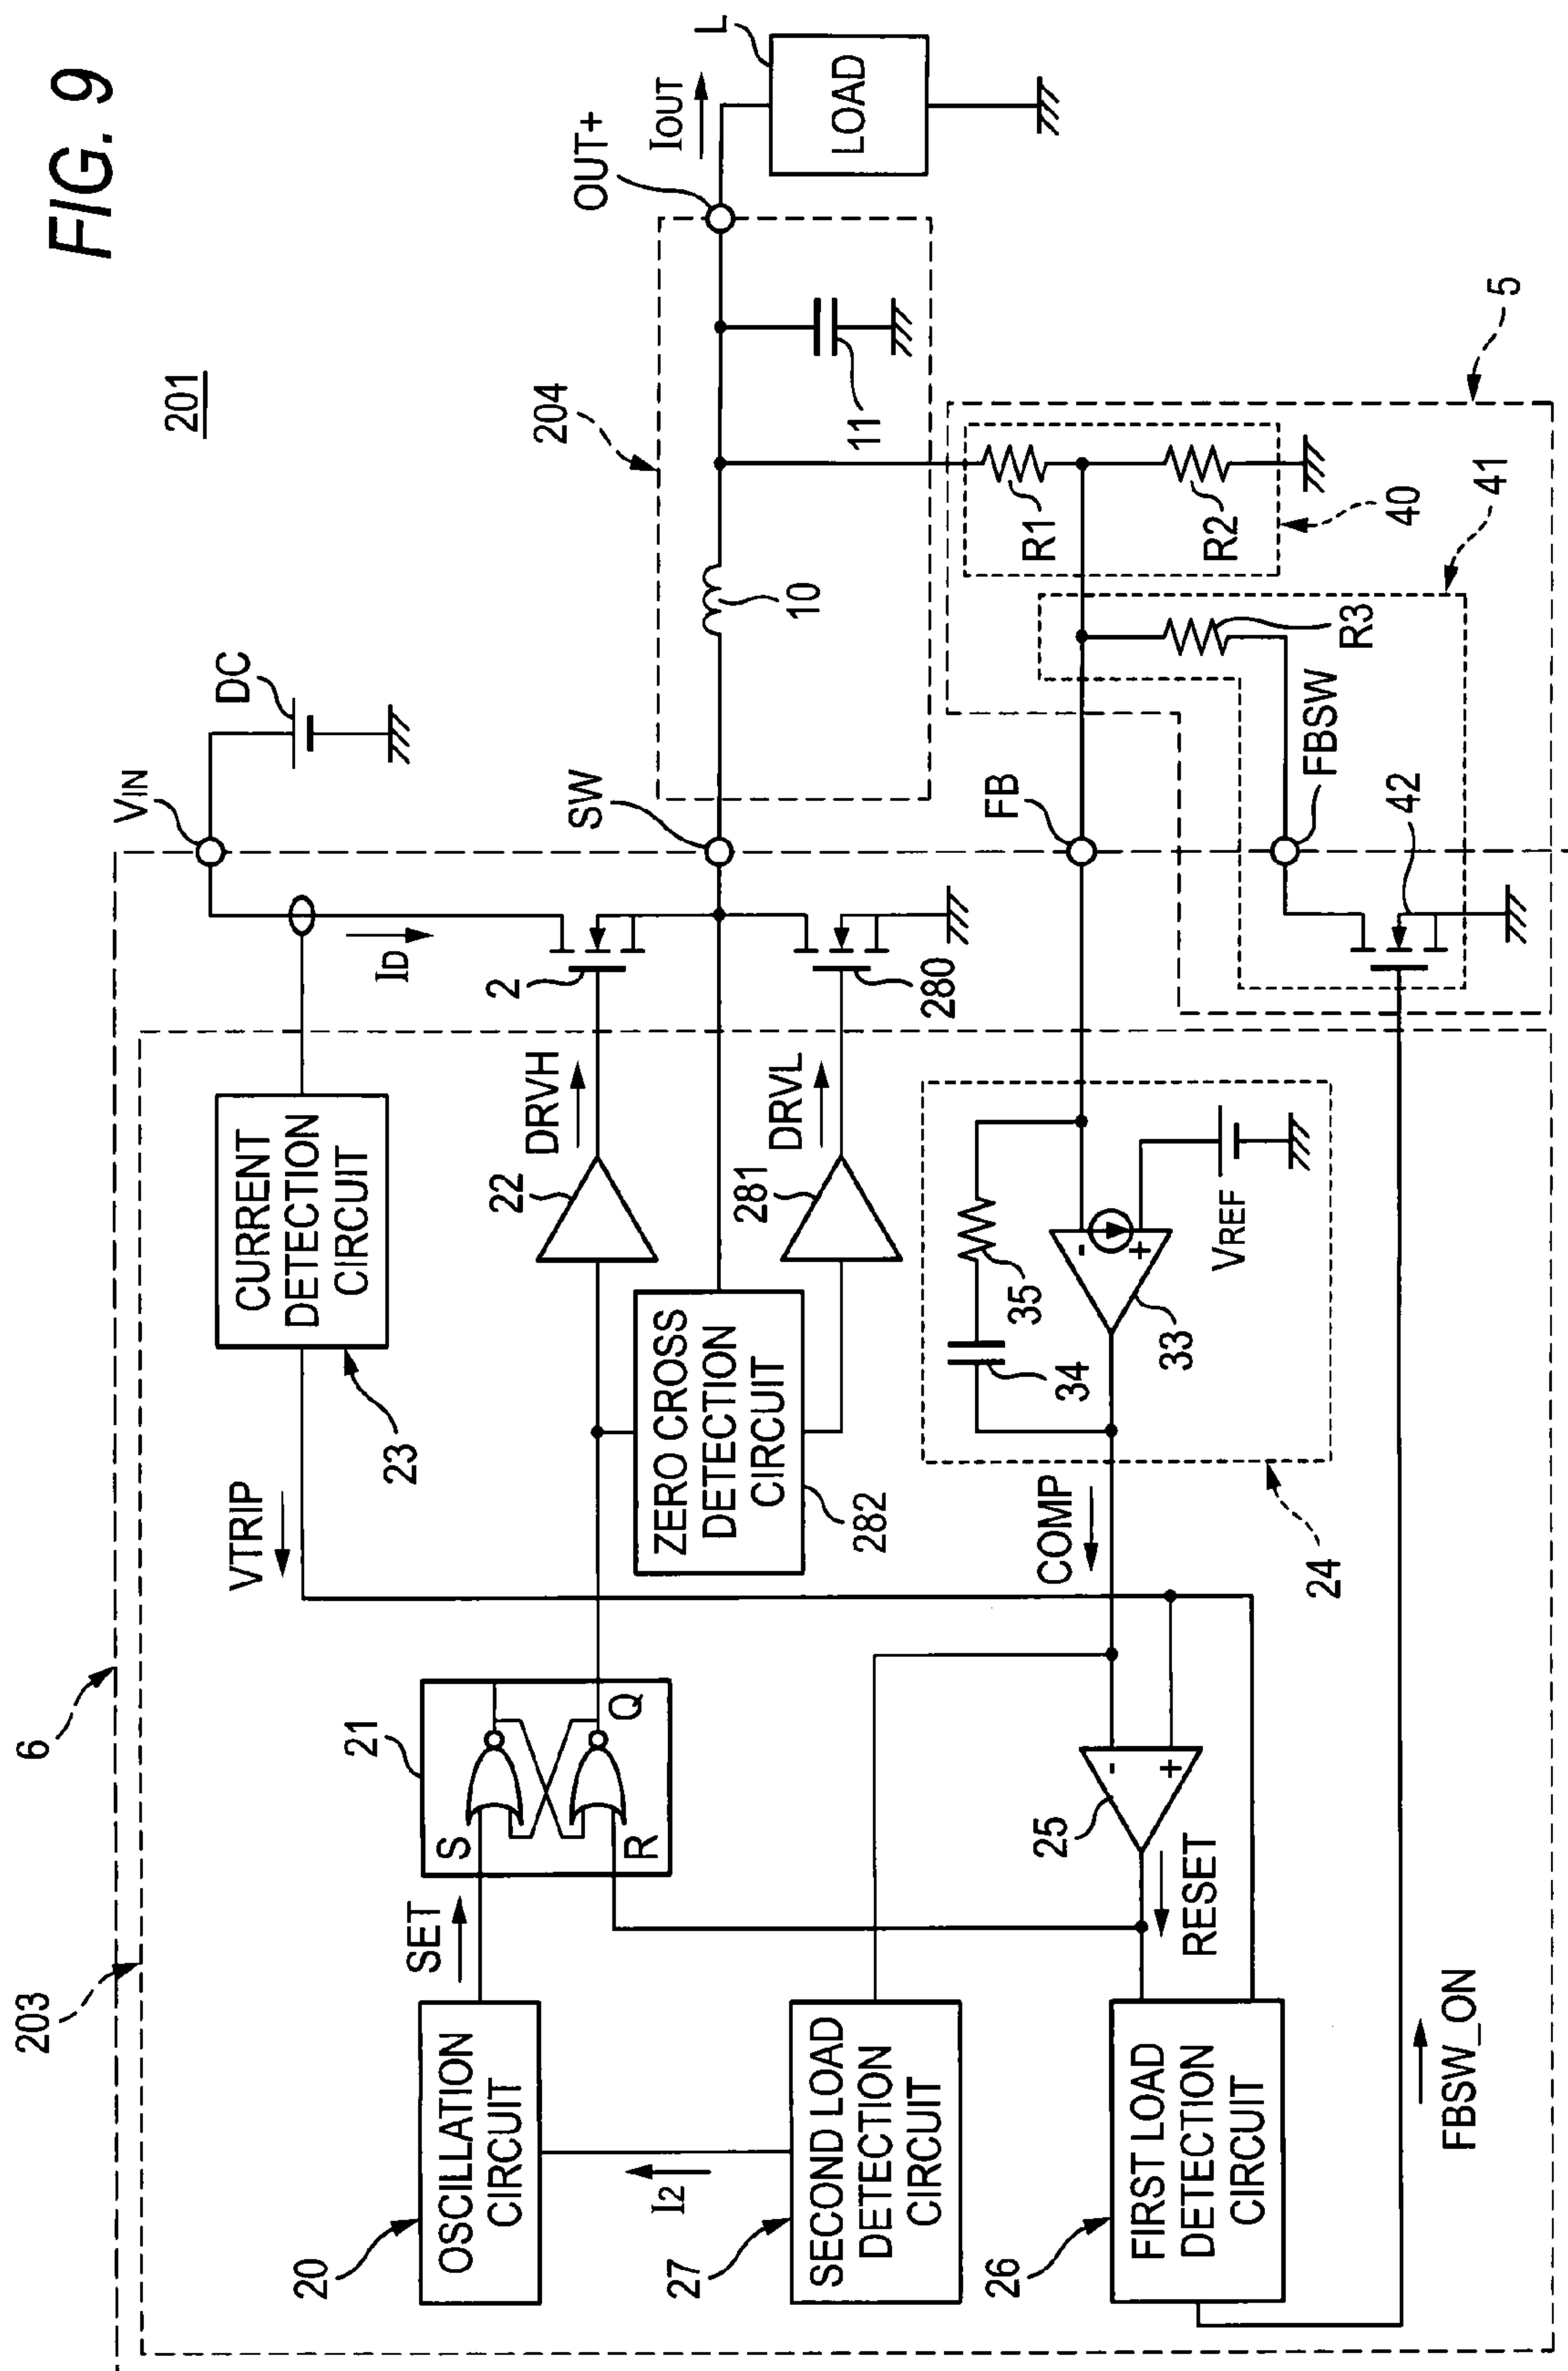 FIG. 9
201
203
6
20
OSCILLATION
CIRCUIT
SET
S
R
Q
21
VTRIP
23
CURRENT
DETECTION
CIRCUIT
ID
VIN
DC
22
DRVH
2
SW
204
10
11
OUT+
IOUT
L
LOAD
ZERO CROSS
DETECTION
CIRCUIT
282
281
DRVL
280
I2
27
SECOND LOAD
DETECTION
CIRCUIT
26
FIRST LOAD
DETECTION
CIRCUIT
RESET
25
-
+
COMP
24
34
35
33
-
+
VREF
FB
R1
R2
40
41
5
R3
FBSW
42
FBSW_ON